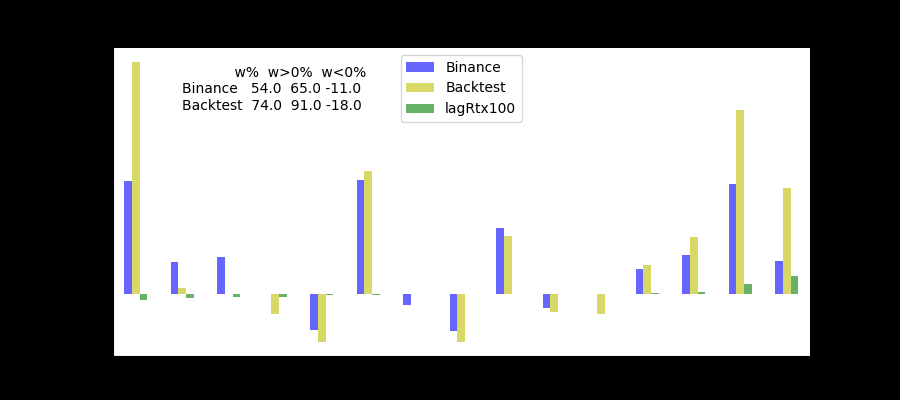 w%  w>0%  w<0%
Binance  54.0  65.0 -11.0
Backtest  74.0  91.0 -18.0
Binance
Backtest
lagRtx100